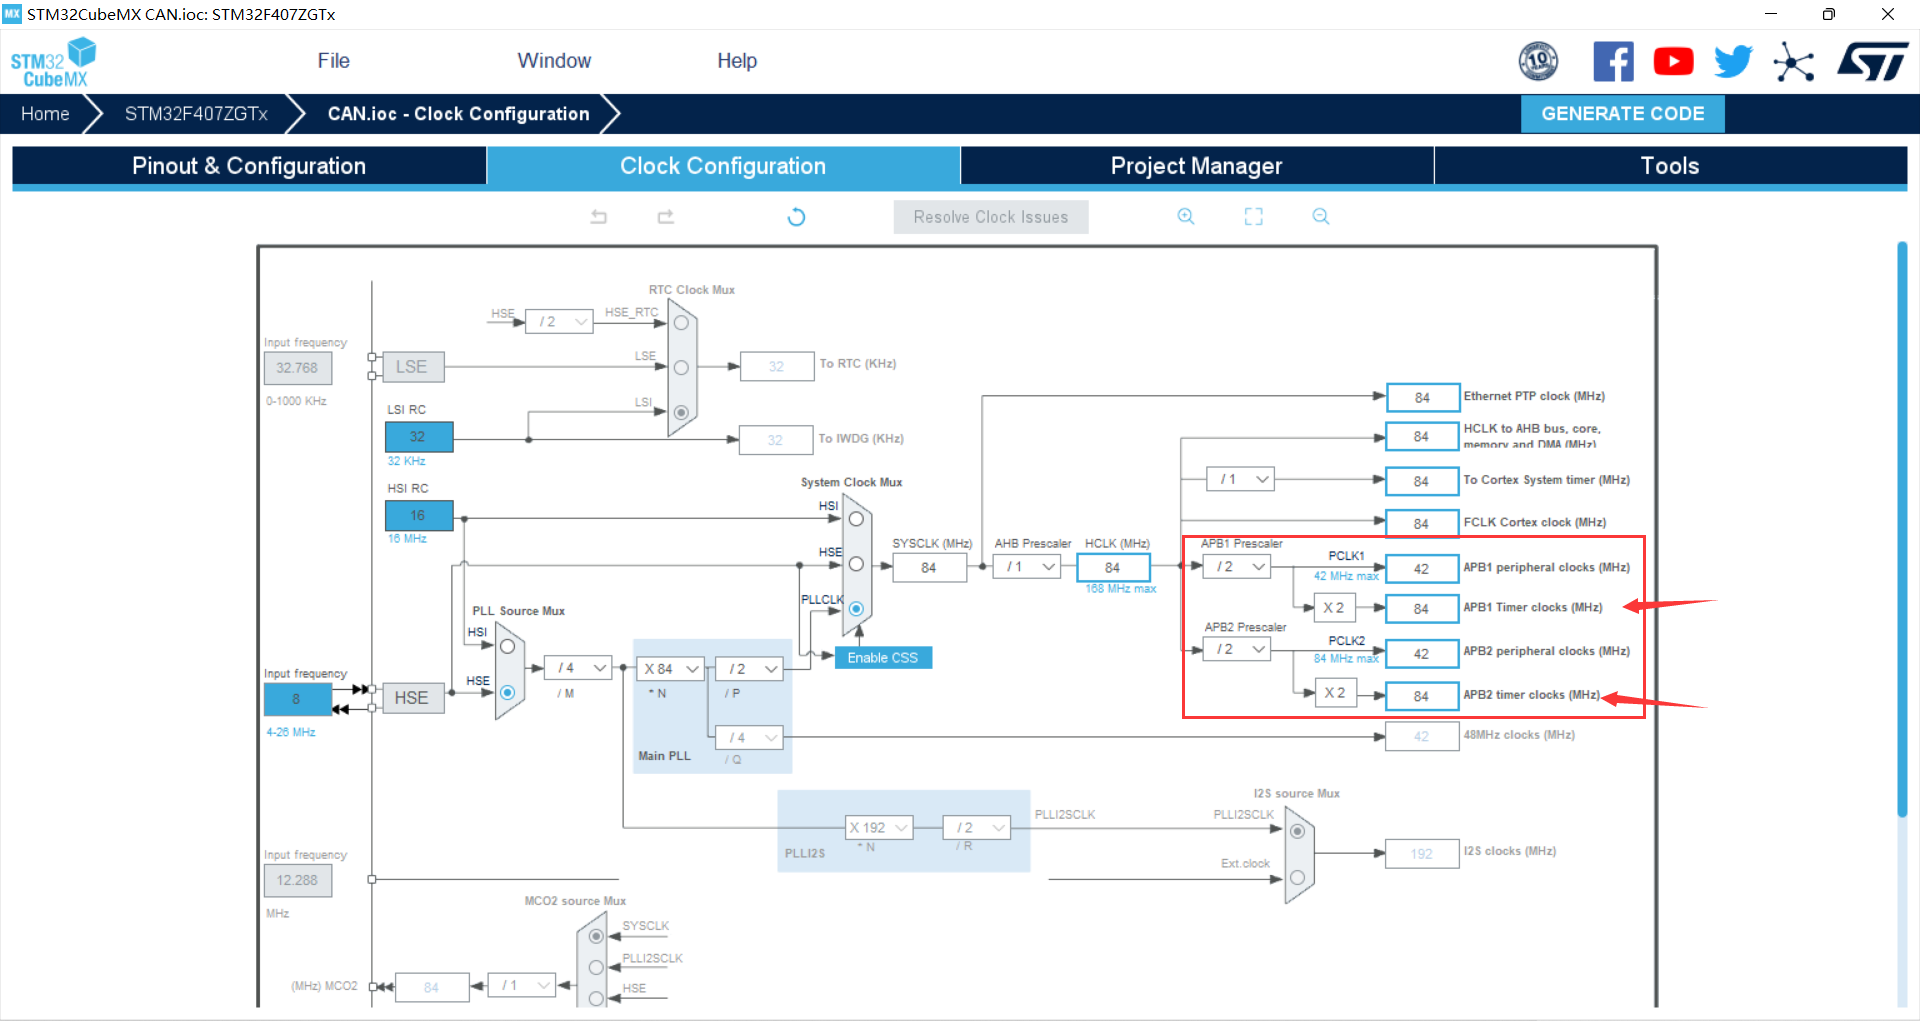 MX STM32CubeMX CAN.ioc: STM32F407ZGTx
STM32
CubeMX
File
Window
Help
10
ST
Home
STM32F407ZGTx
CAN.ioc - Clock Configuration
GENERATE CODE
Pinout & Configuration
Clock Configuration
Project Manager
Tools
Resolve Clock Issues
RTC Clock Mux
HSE
/ 2
HSE_RTC
Input frequency
32.768
LSE
LSE
32
To RTC (KHz)
0-1000 KHz
LSI RC
LSI
32
32
To IWDG (KHz)
32 KHz
84
Ethernet PTP clock (MHz)
84
HCLK to AHB bus, core,
memory and DMA (MHz)
HSI RC
System Clock Mux
/ 1
84
To Cortex System timer (MHz)
16
HSI
16 MHz
84
FCLK Cortex clock (MHz)
SYSCLK (MHz)
AHB Prescaler
HCLK (MHz)
APB1 Prescaler
HSE
84
/ 1
84
168 MHz max
/ 2
PCLK1
42 MHz max
42
APB1 peripheral clocks (MHz)
PLLCLK
X 2
84
APB1 Timer clocks (MHz)
PLL Source Mux
HSI
APB2 Prescaler
Enable CSS
/ 2
PCLK2
84 MHz max
42
APB2 peripheral clocks (MHz)
Input frequency
8
HSE
HSE
/ 4
/ M
X 84
* N
/ 2
/ P
X 2
84
APB2 timer clocks (MHz)
4-26 MHz
/ 4
/ Q
Main PLL
42
48MHz clocks (MHz)
I2S source Mux
PLLI2SCLK
PLLI2SCLK
X 192
* N
/ 2
/ R
PLLI2S
Input frequency
12.288
MHz
Ext.clock
192
I2S clocks (MHz)
MCO2 source Mux
SYSCLK
PLLI2SCLK
(MHz) MCO2
84
/ 1
HSE